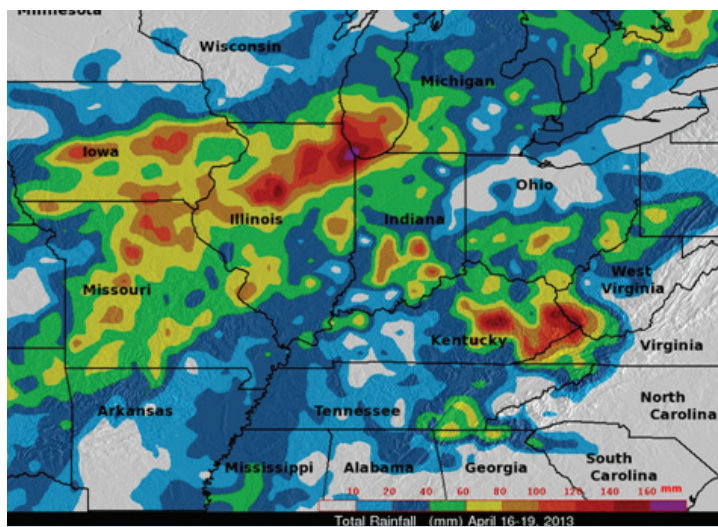 Minnesota
Wisconsin
Michigan
Iowa
Ohio
Illinois
Indiana
West
Virginia
Missouri
Kentucky
Virginia
North
Carolina
Arkansas
Tennessee
South
Carolina
Mississippi
Alabama
Georgia
10 20 40 60 80 100 120 140 160 mm
Total Rainfall (mm) April 16-19, 2013